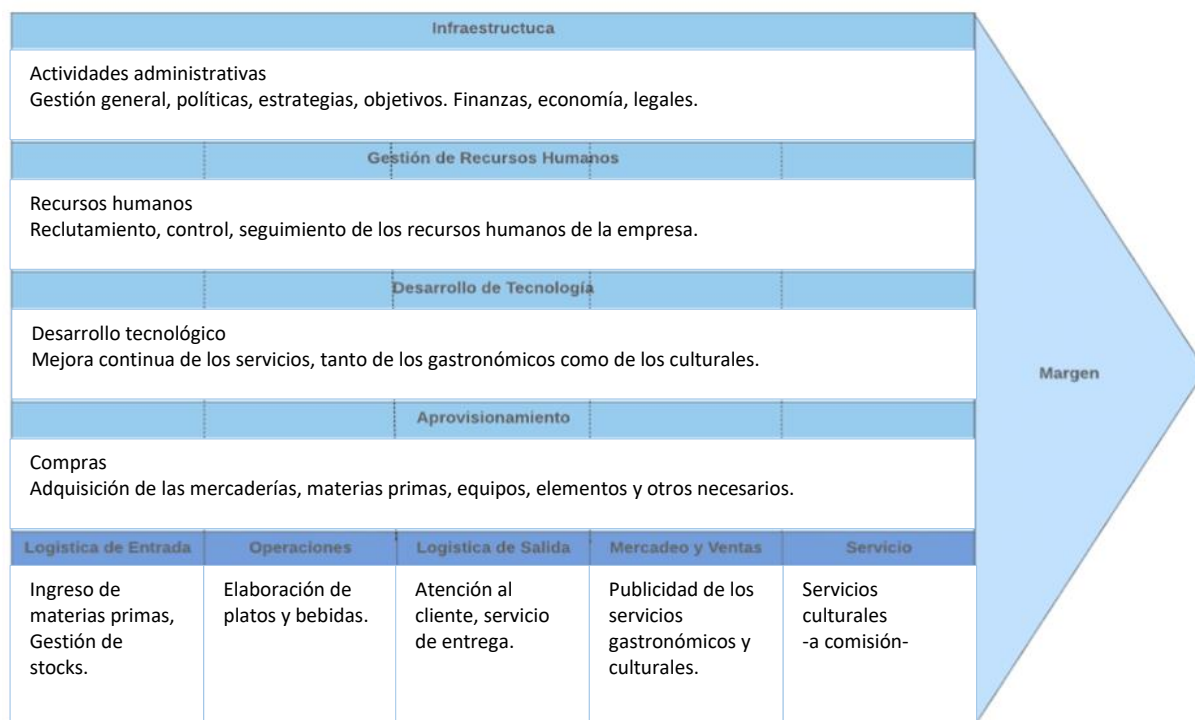 Infraestructuca
Actividades administrativas
Gestión general, políticas, estrategias, objetivos. Finanzas, economía, legales.
Gestión de Recursos Humanos
Recursos humanos
Reclutamiento, control, seguimiento de los recursos humanos de la empresa.
Desarrollo de Tecnología
Desarrollo tecnológico
Mejora continua de los servicios, tanto de los gastronómicos como de los culturales.
Margen
Aprovisionamiento
Compras
Adquisición de las mercaderías, materias primas, equipos, elementos y otros necesarios.
Logistica de Entrada
Ingreso de
materias primas,
Gestión de
stocks.
Operaciones
Elaboración de
platos y bebidas.
Logistica de Salida
Atención al
cliente, servicio
de entrega.
Mercadeo y Ventas
Publicidad de los
servicios
gastronómicos y
culturales.
Servicio
Servicios
culturales
-a comisión-